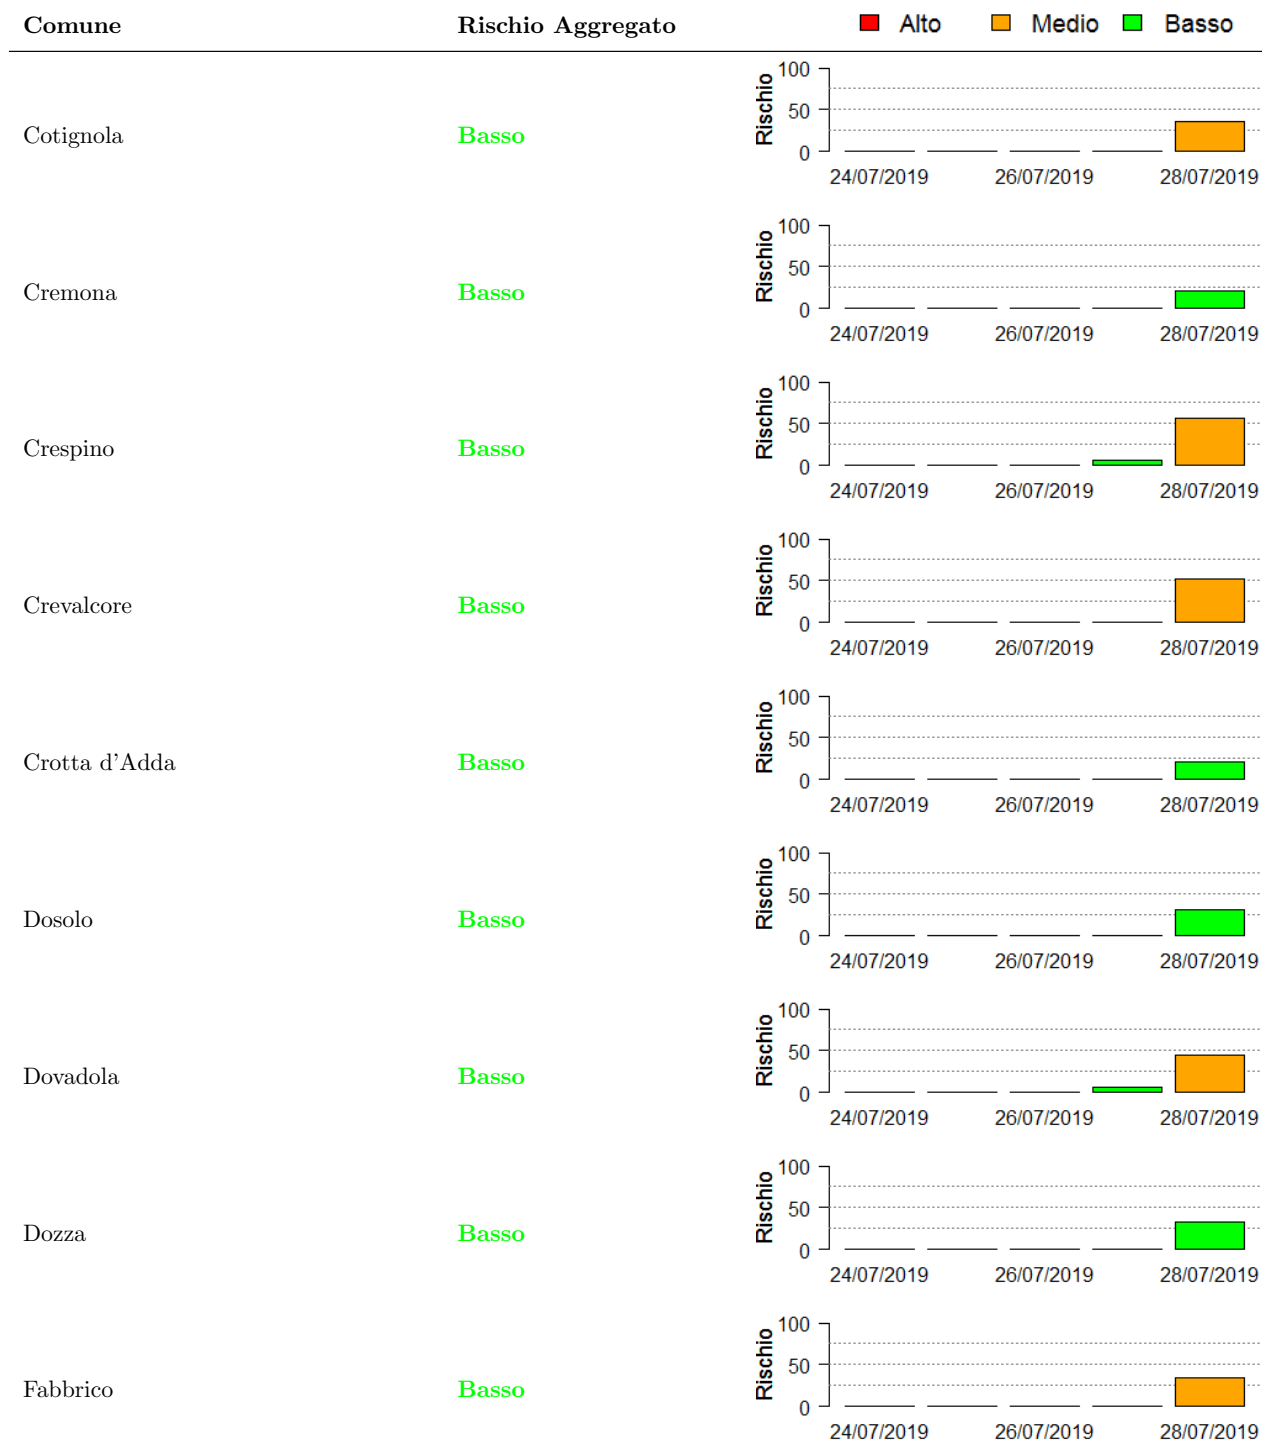 Comune Rischio Aggregato Alto Medio Basso
Cotignola Basso Rischio 100 50 0
24/07/2019 26/07/2019 28/07/2019
Cremona Basso Rischio 100 50 0
24/07/2019 26/07/2019 28/07/2019
Crespino Basso Rischio 100 50 0
24/07/2019 26/07/2019 28/07/2019
Crevalcore Basso Rischio 100 50 0
24/07/2019 26/07/2019 28/07/2019
Crotta d'Adda Basso Rischio 100 50 0
24/07/2019 26/07/2019 28/07/2019
Dosolo Basso Rischio 100 50 0
24/07/2019 26/07/2019 28/07/2019
Dovadola Basso Rischio 100 50 0
24/07/2019 26/07/2019 28/07/2019
Dozza Basso Rischio 100 50 0
24/07/2019 26/07/2019 28/07/2019
Fabbrico Basso Rischio 100 50 0
24/07/2019 26/07/2019 28/07/2019